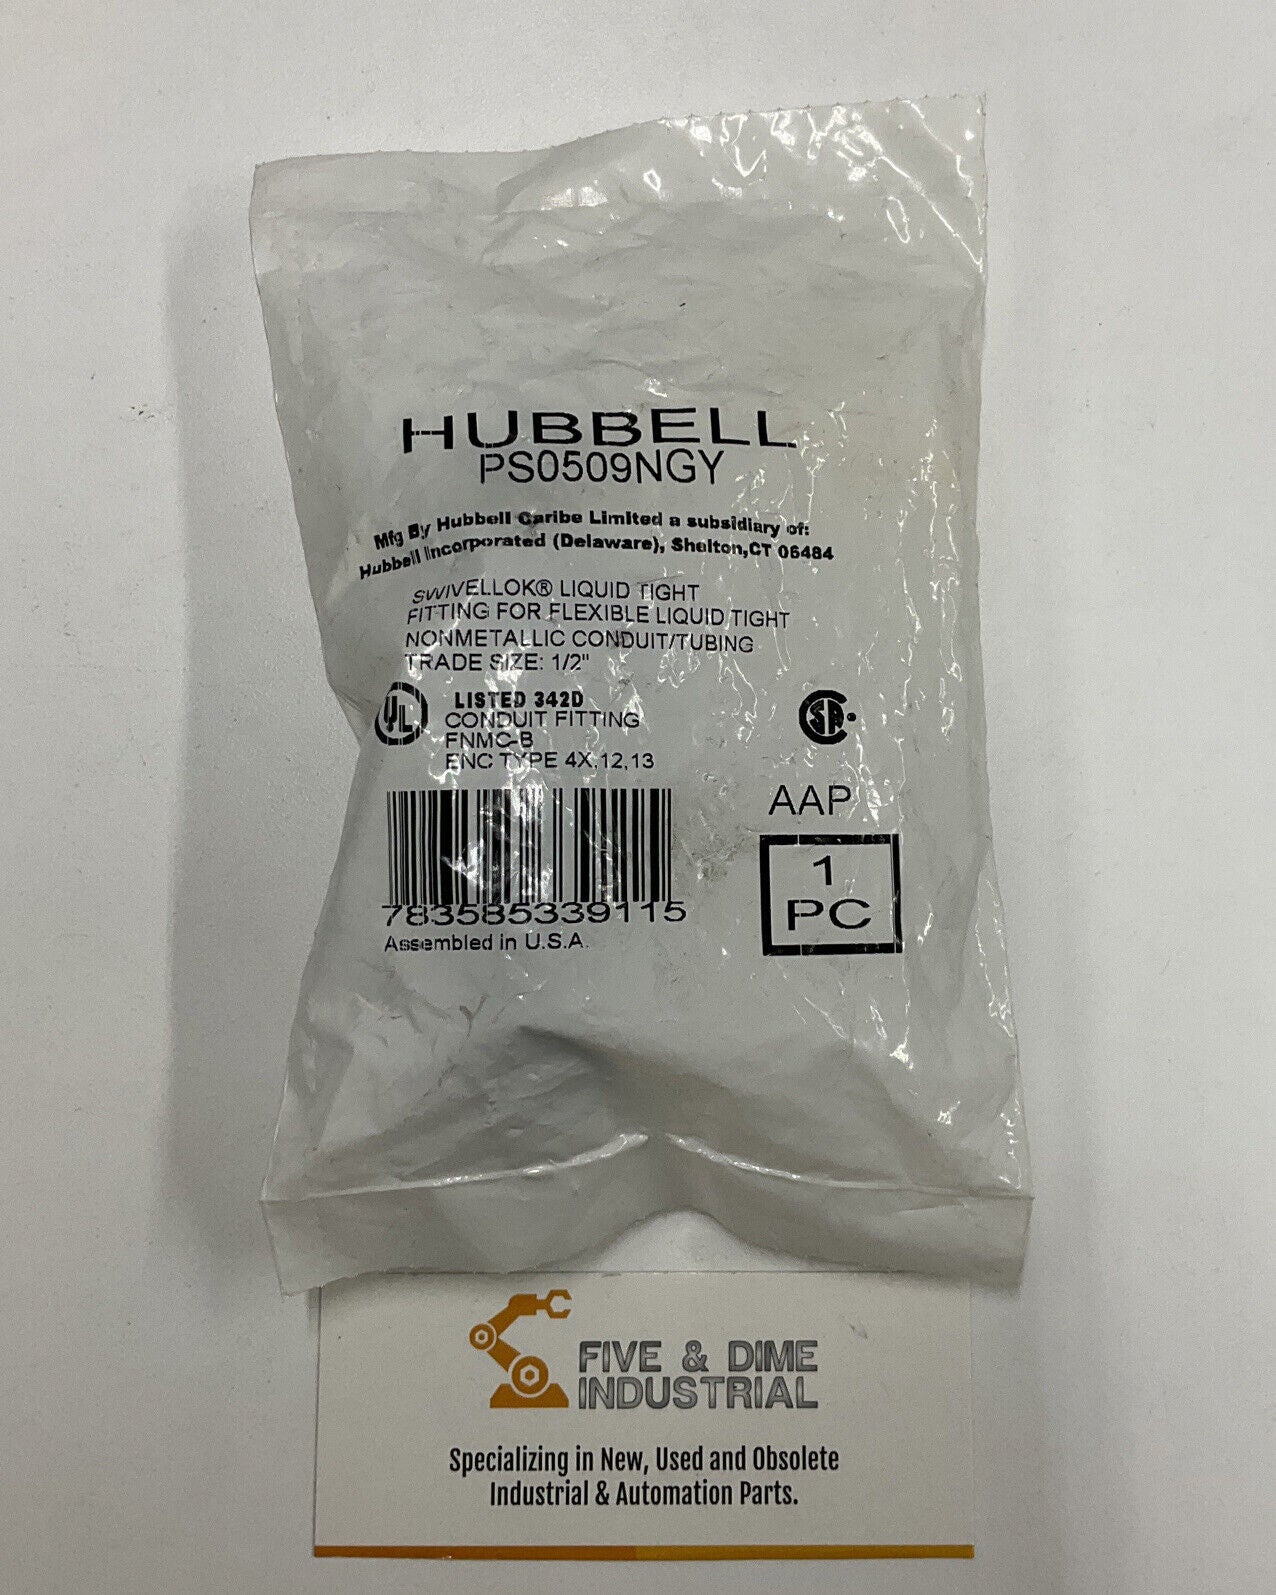 HUBBELL
PS0509NGY
Mfg By Hubbell Caribe Limited a subsidiary of:
Hubbell Incorporated (Delaware), Shelton,CT 06484
SWIVELLOK® LIQUID TIGHT
FITTING FOR FLEXIBLE LIQUID TIGHT
NONMETALLIC CONDUIT/TUBING
TRADE SIZE: 1/2"
UL LISTED 342D
CONDUIT FITTING
FNMC-B
ENC TYPE 4X,12,13
SA
AAP
1
PC
783585339115
Assembled in U.S.A.
FIVE & DIME
INDUSTRIAL
Specializing in New, Used and Obsolete
Industrial & Automation Parts.